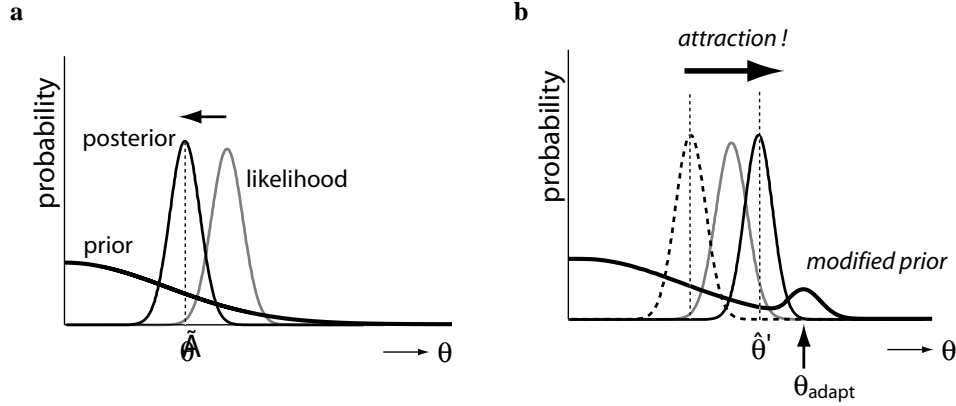 a
probability
posterior
likelihood
prior
θ
b
attraction !
probability
modified prior
θ̂'
θ
θadapt